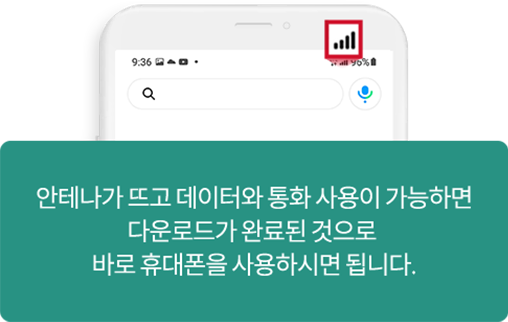 9:36
96%
안테나가 뜨고 데이터와 통화 사용이 가능하면
다운로드가 완료된 것으로
바로 휴대폰을 사용하시면 됩니다.